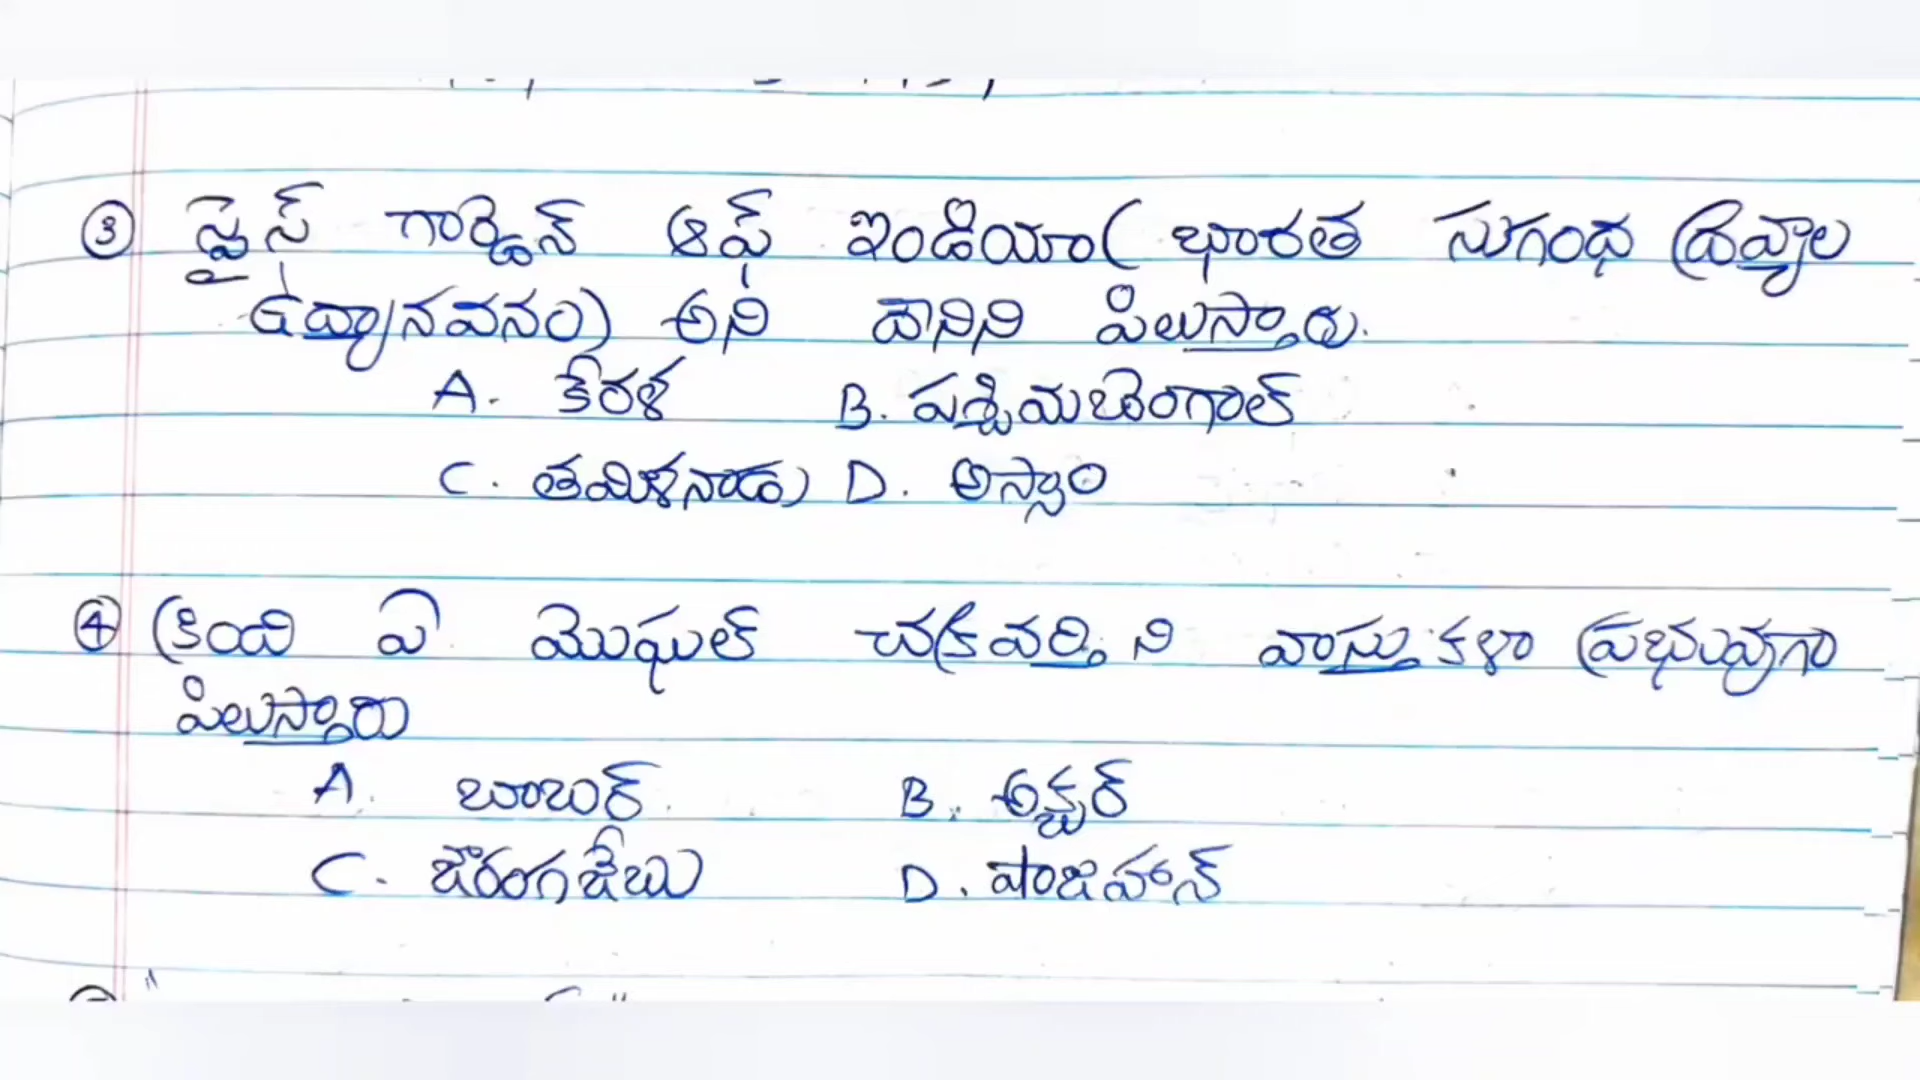 ③ స్పైస్ గార్డెన్ ఆఫ్ ఇండియా (భారత సుగంధ ద్రవ్యాల
ఉద్యానవనం) అని దానిని పిలుస్తారు.
A. కేరళ B. పశ్చిమబెంగాల్
C. తమిళనాడు D. అస్సాం
④ క్రింది ఏ మొఘల్ చక్రవర్తి ని వాస్తు కళా ప్రభువుగా
పిలుస్తారు
A. బాబర్ B. అక్బర్
C. ఔరంగజేబు D. షాజహాన్